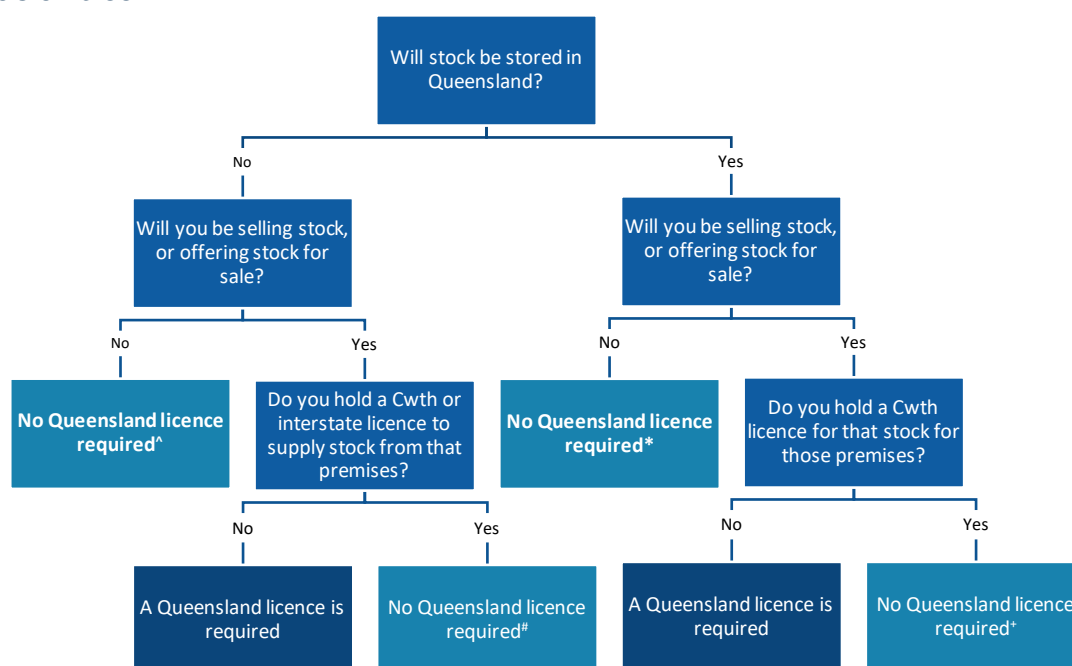 Will stock be stored in
Queensland?
No
Yes
Will you be selling stock,
or offering stock for
sale?
Will you be selling stock,
or offering stock for
sale?
No
Yes
No
Yes
No Queensland licence
required^
Do you hold a Cwth or
interstate licence to
supply stock from that
premises?
No Queensland licence
required*
Do you hold a Cwth
licence for that stock for
those premises?
No
Yes
No
Yes
A Queensland licence is
required
No Queensland licence
required#
A Queensland licence is
required
No Queensland licence
required+